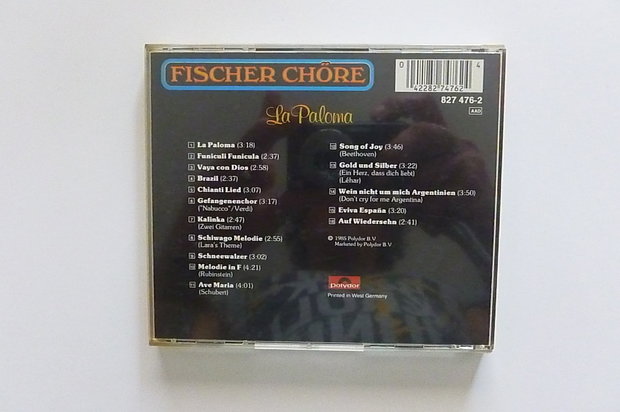 FISCHER CHÖRE
0 42282 74762 4
827 476-2
AAD
La Paloma
1 La Paloma (3:18)
2 Funiculi Funicula (2:37)
3 Vaya con Dios (2:58)
4 Brazil (2:37)
5 Chianti Lied (3:07)
6 Gefangenenchor (3:17)
("Nabucco"/Verdi)
7 Kalinka (2:47)
(Zwei Gitarren)
8 Schiwago Melodie (2:55)
(Lara's Theme)
9 Schneewalzer (3:02)
10 Melodie in F (4:21)
(Rubinstein)
11 Ave Maria (4:01)
(Schubert)
12 Song of Joy (3:46)
(Beethoven)
13 Gold und Silber (3:22)
(Ein Herz, dass dich liebt)
(Léhar)
14 Wein nicht um mich Argentinien (3:50)
(Don't cry for me Argentina)
15 Eviva España (3:20)
16 Auf Wiedersehn (2:41)
℗ 1985 Polydor B.V.
Marketed by Polydor B.V.
polydor
Printed in West Germany